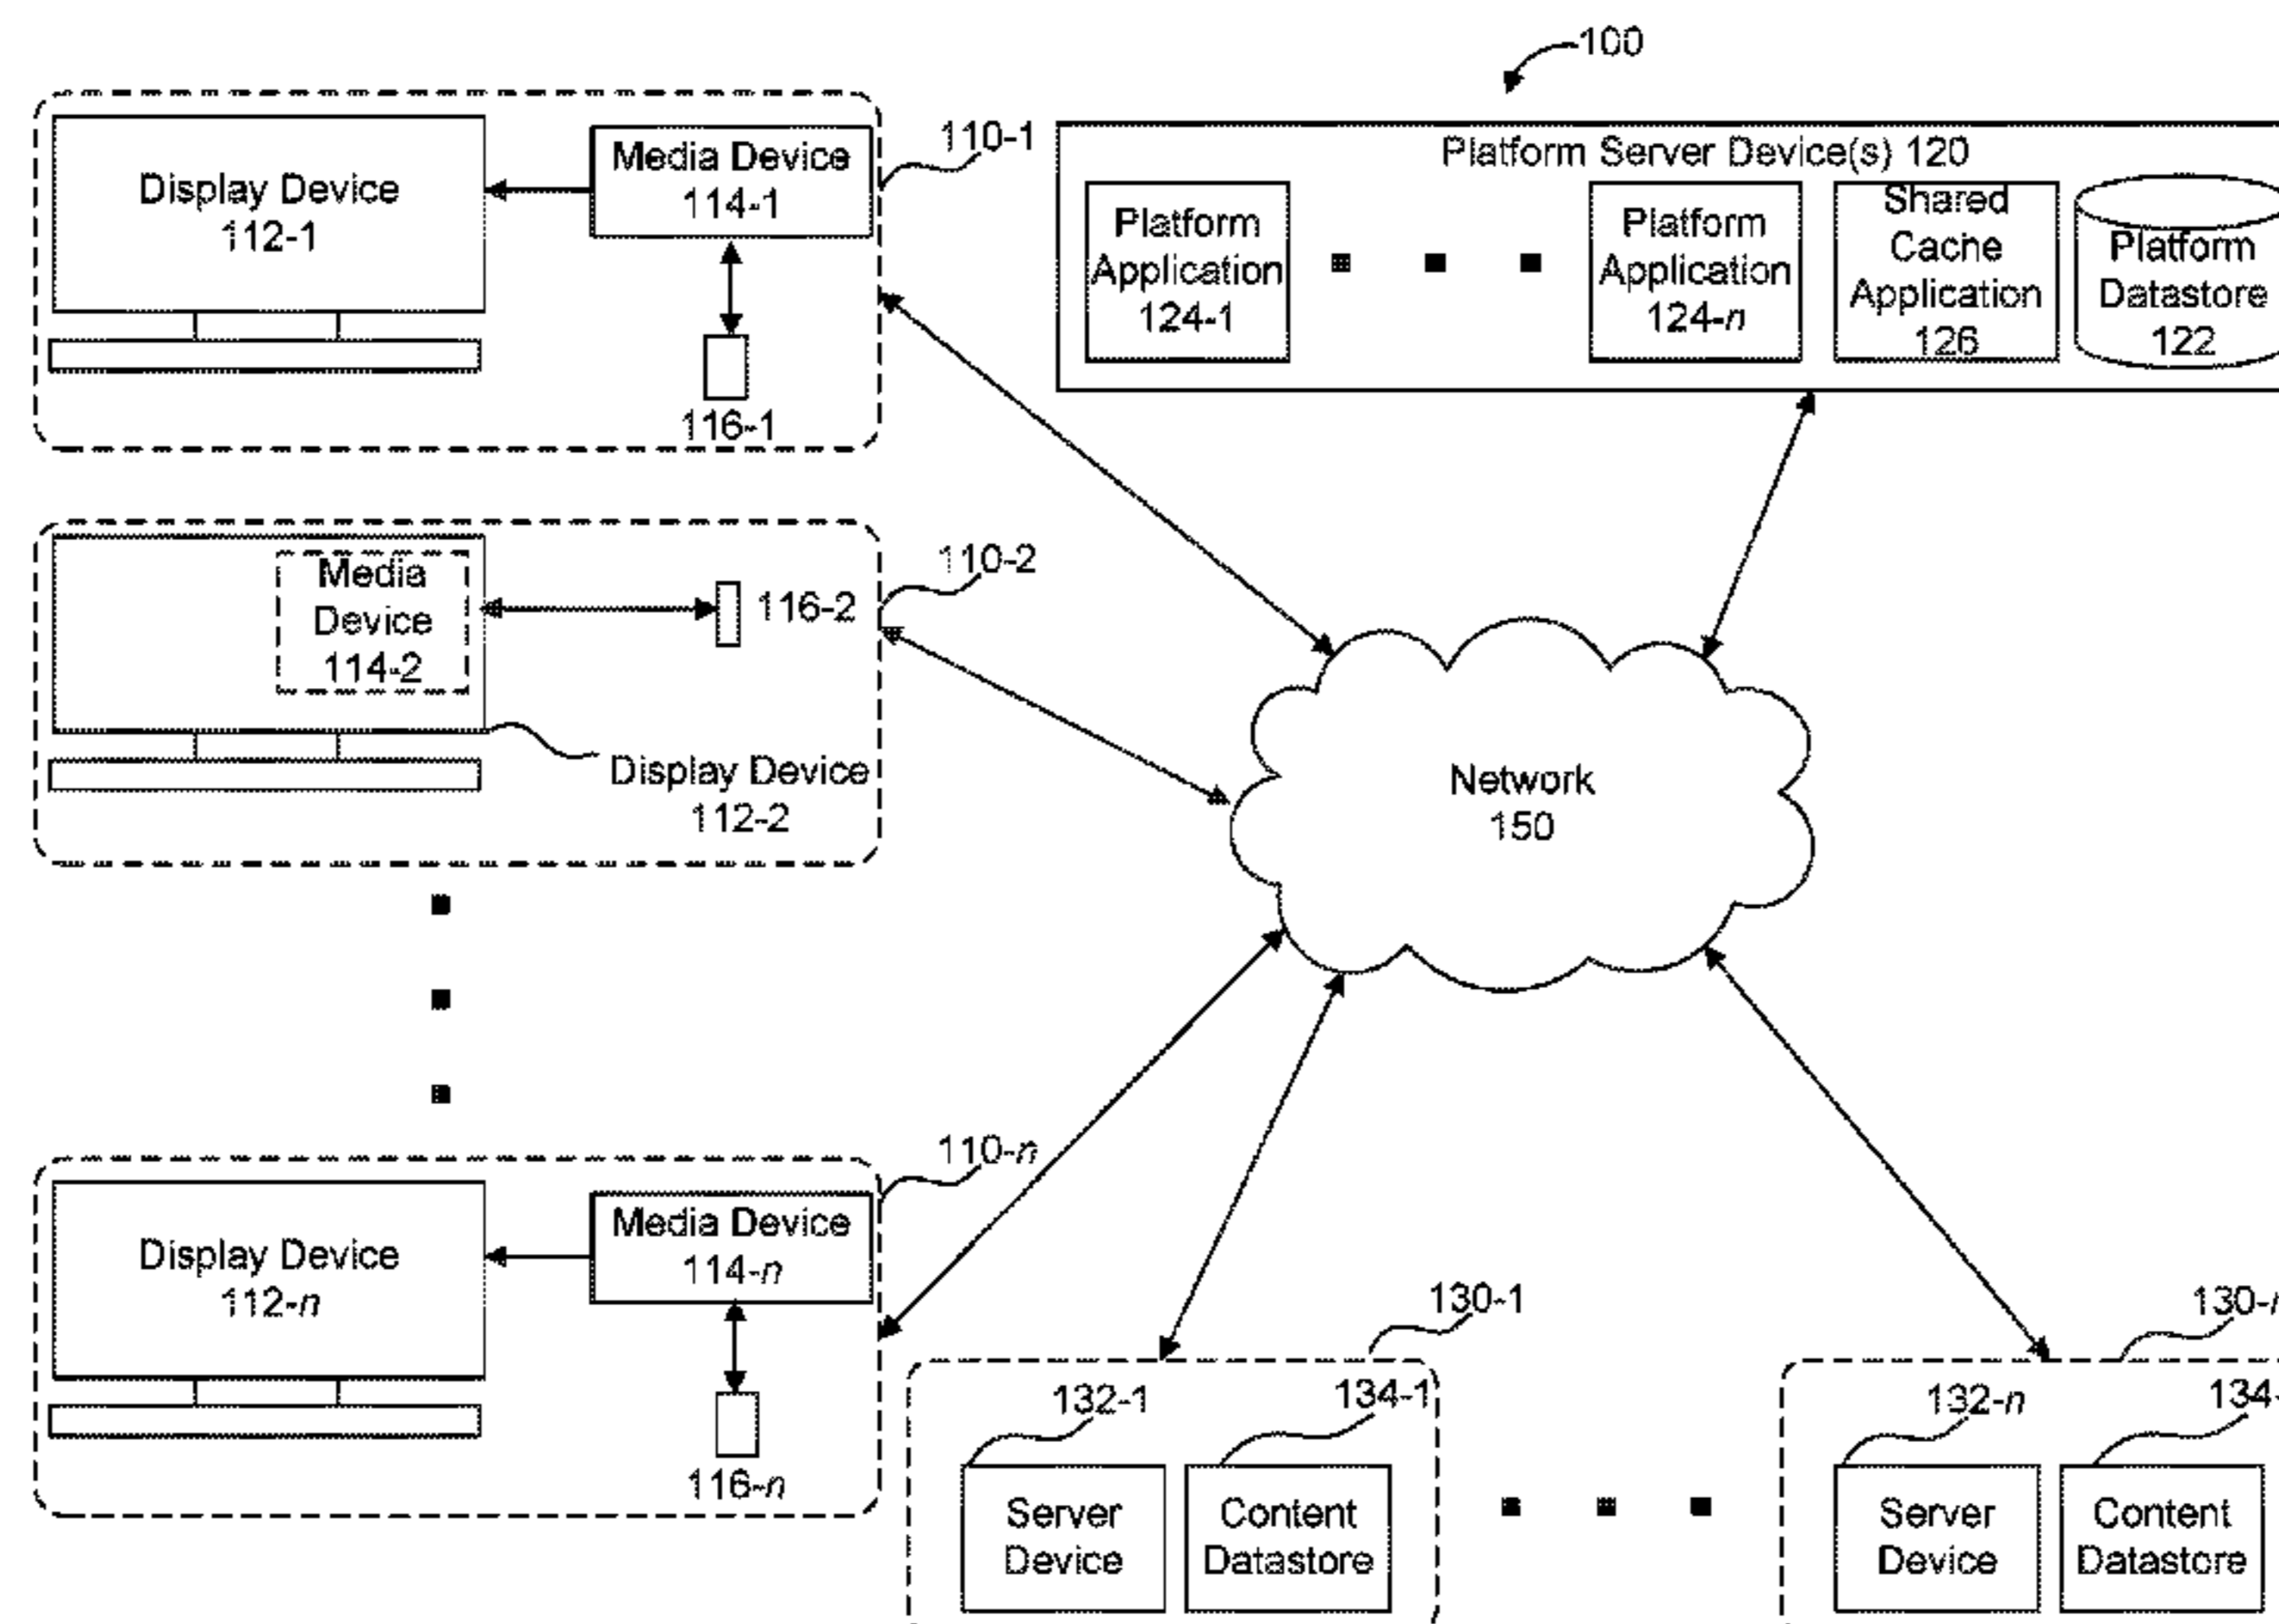 100
Display Device
112-1
Media Device
114-1
116-1
110-1
Platform Server Device(s) 120
Platform
Application
124-1
Platform
Application
124-n
Shared
Cache
Application
126
Platform
Datastore
122
Media
Device
114-2
116-2
110-2
Display Device
112-2
Network
150
Display Device
112-n
Media Device
114-n
116-n
110-n
130-1
132-1
134-1
Server
Device
Content
Datastore
130-n
132-n
134-
Server
Device
Content
Datastore